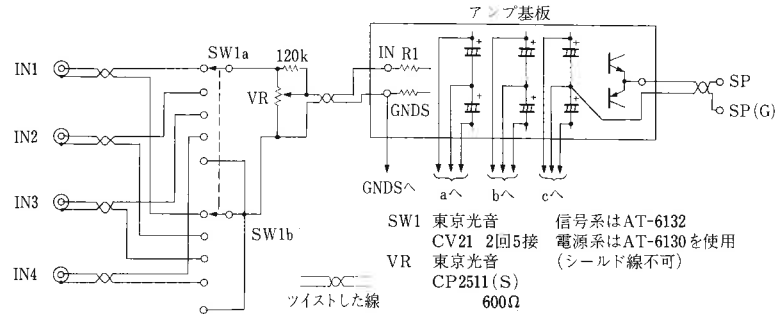 アンプ基板
SW1a
120k
IN
R1
IN1
VR
GNDS
SP
SP(G)
IN2
GNDSへ
aへ
bへ
cへ
IN3
SW1b
IN4
ツイストした線
SW1 東京光音 信号系はAT-6132
CV21 2回5接 電源系はAT-6130を使用
VR 東京光音 (シールド線不可)
CP2511(S)
600Ω